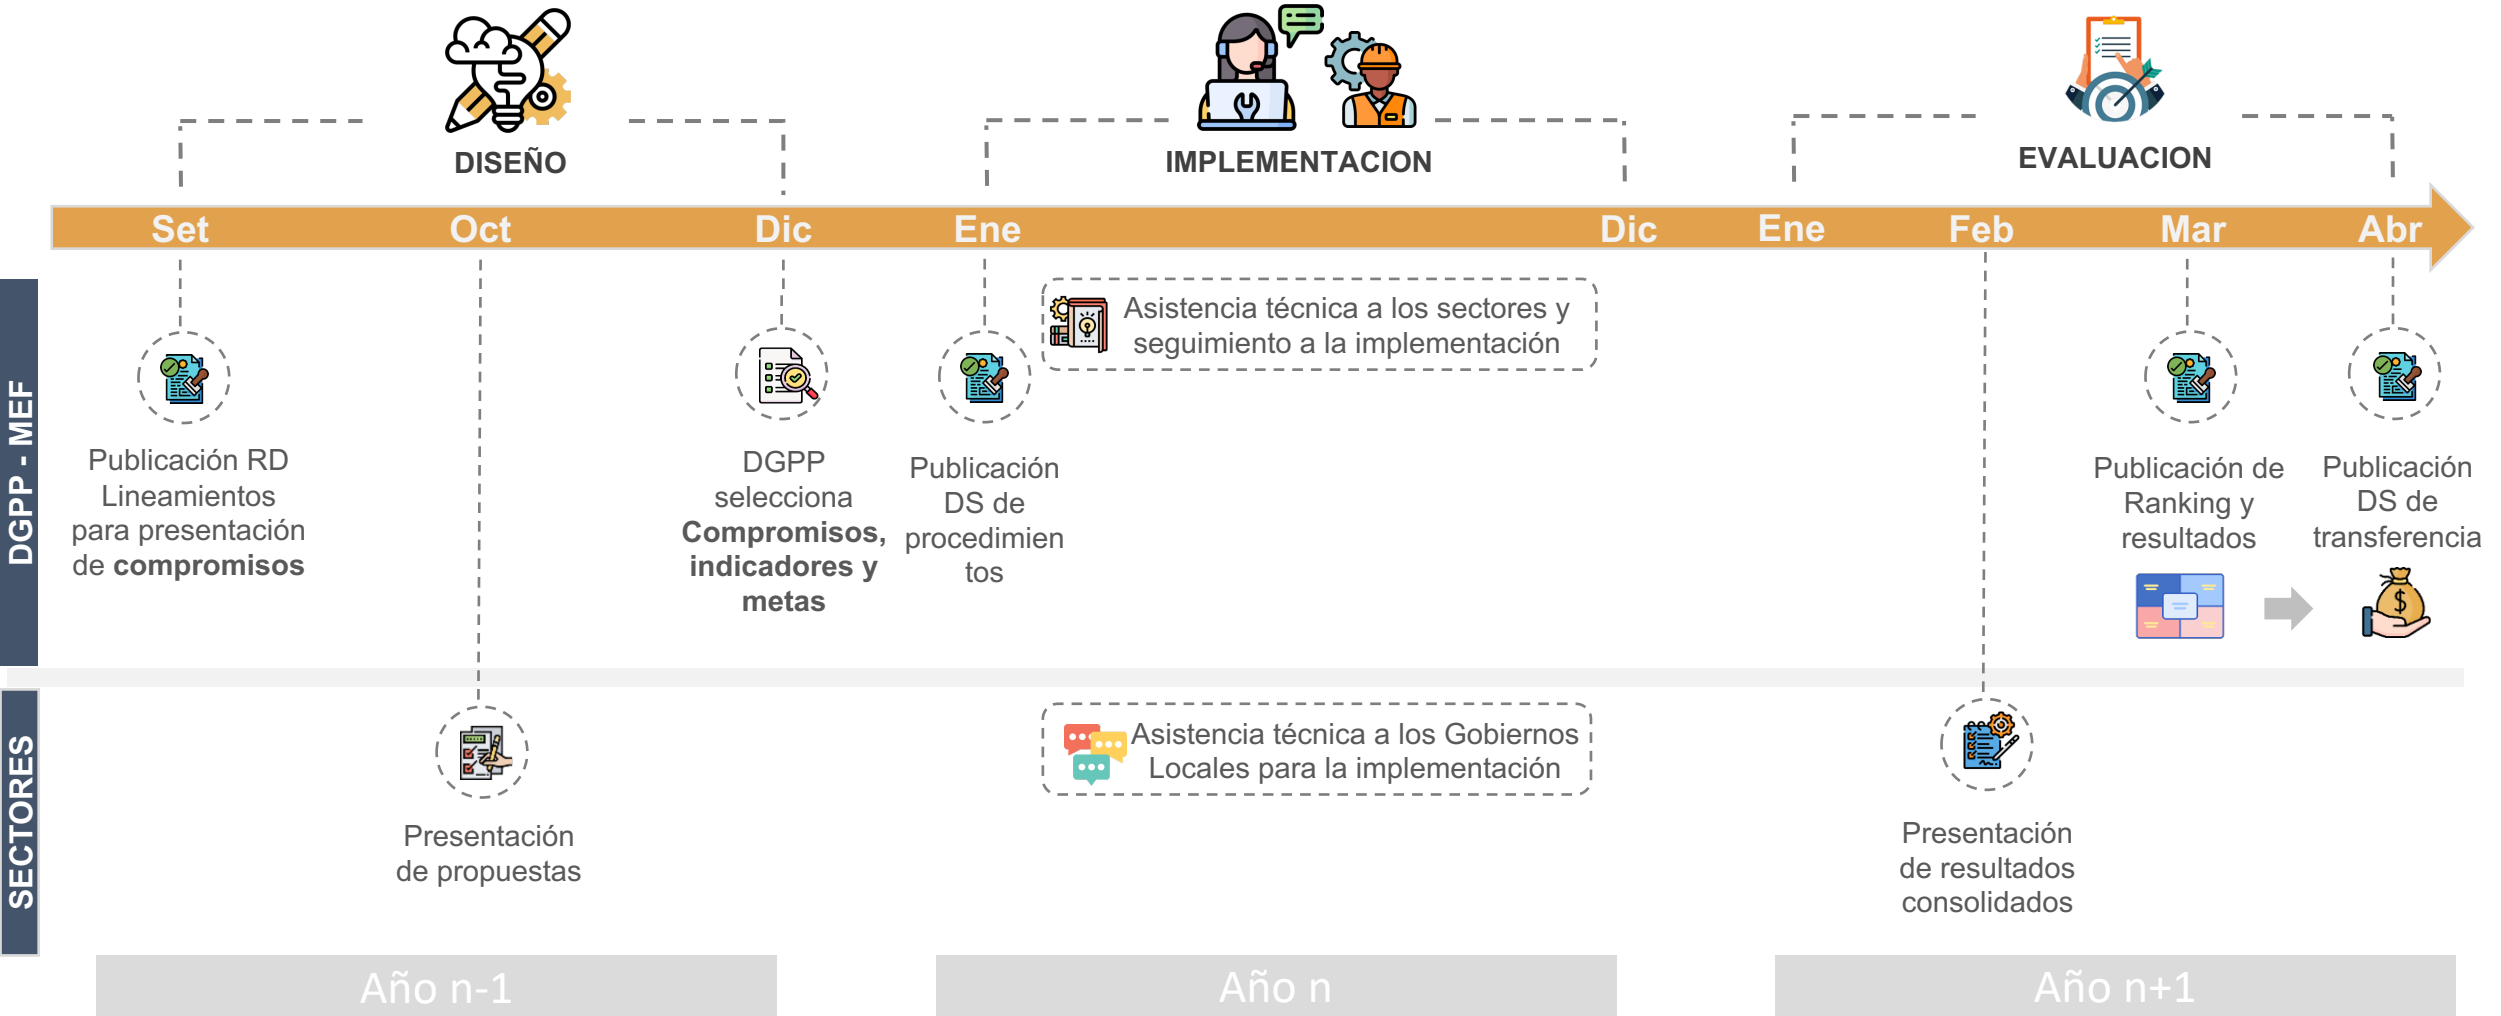 DISEÑO
IMPLEMENTACION
EVALUACION
Set
Oct
Dic
Ene
Dic
Ene
Feb
Mar
Abr
DGPP - MEF
Publicación RD
Lineamientos
para presentación
de compromisos
DGPP
selecciona
Compromisos,
indicadores y
metas
Publicación
DS de
procedimien
tos
Asistencia técnica a los sectores y
seguimiento a la implementación
Publicación de
Ranking y
resultados
Publicación
DS de
transferencia
SECTORES
Presentación
de propuestas
Asistencia técnica a los Gobiernos
Locales para la implementación
Presentación
de resultados
consolidados
Año n-1
Año n
Año n+1